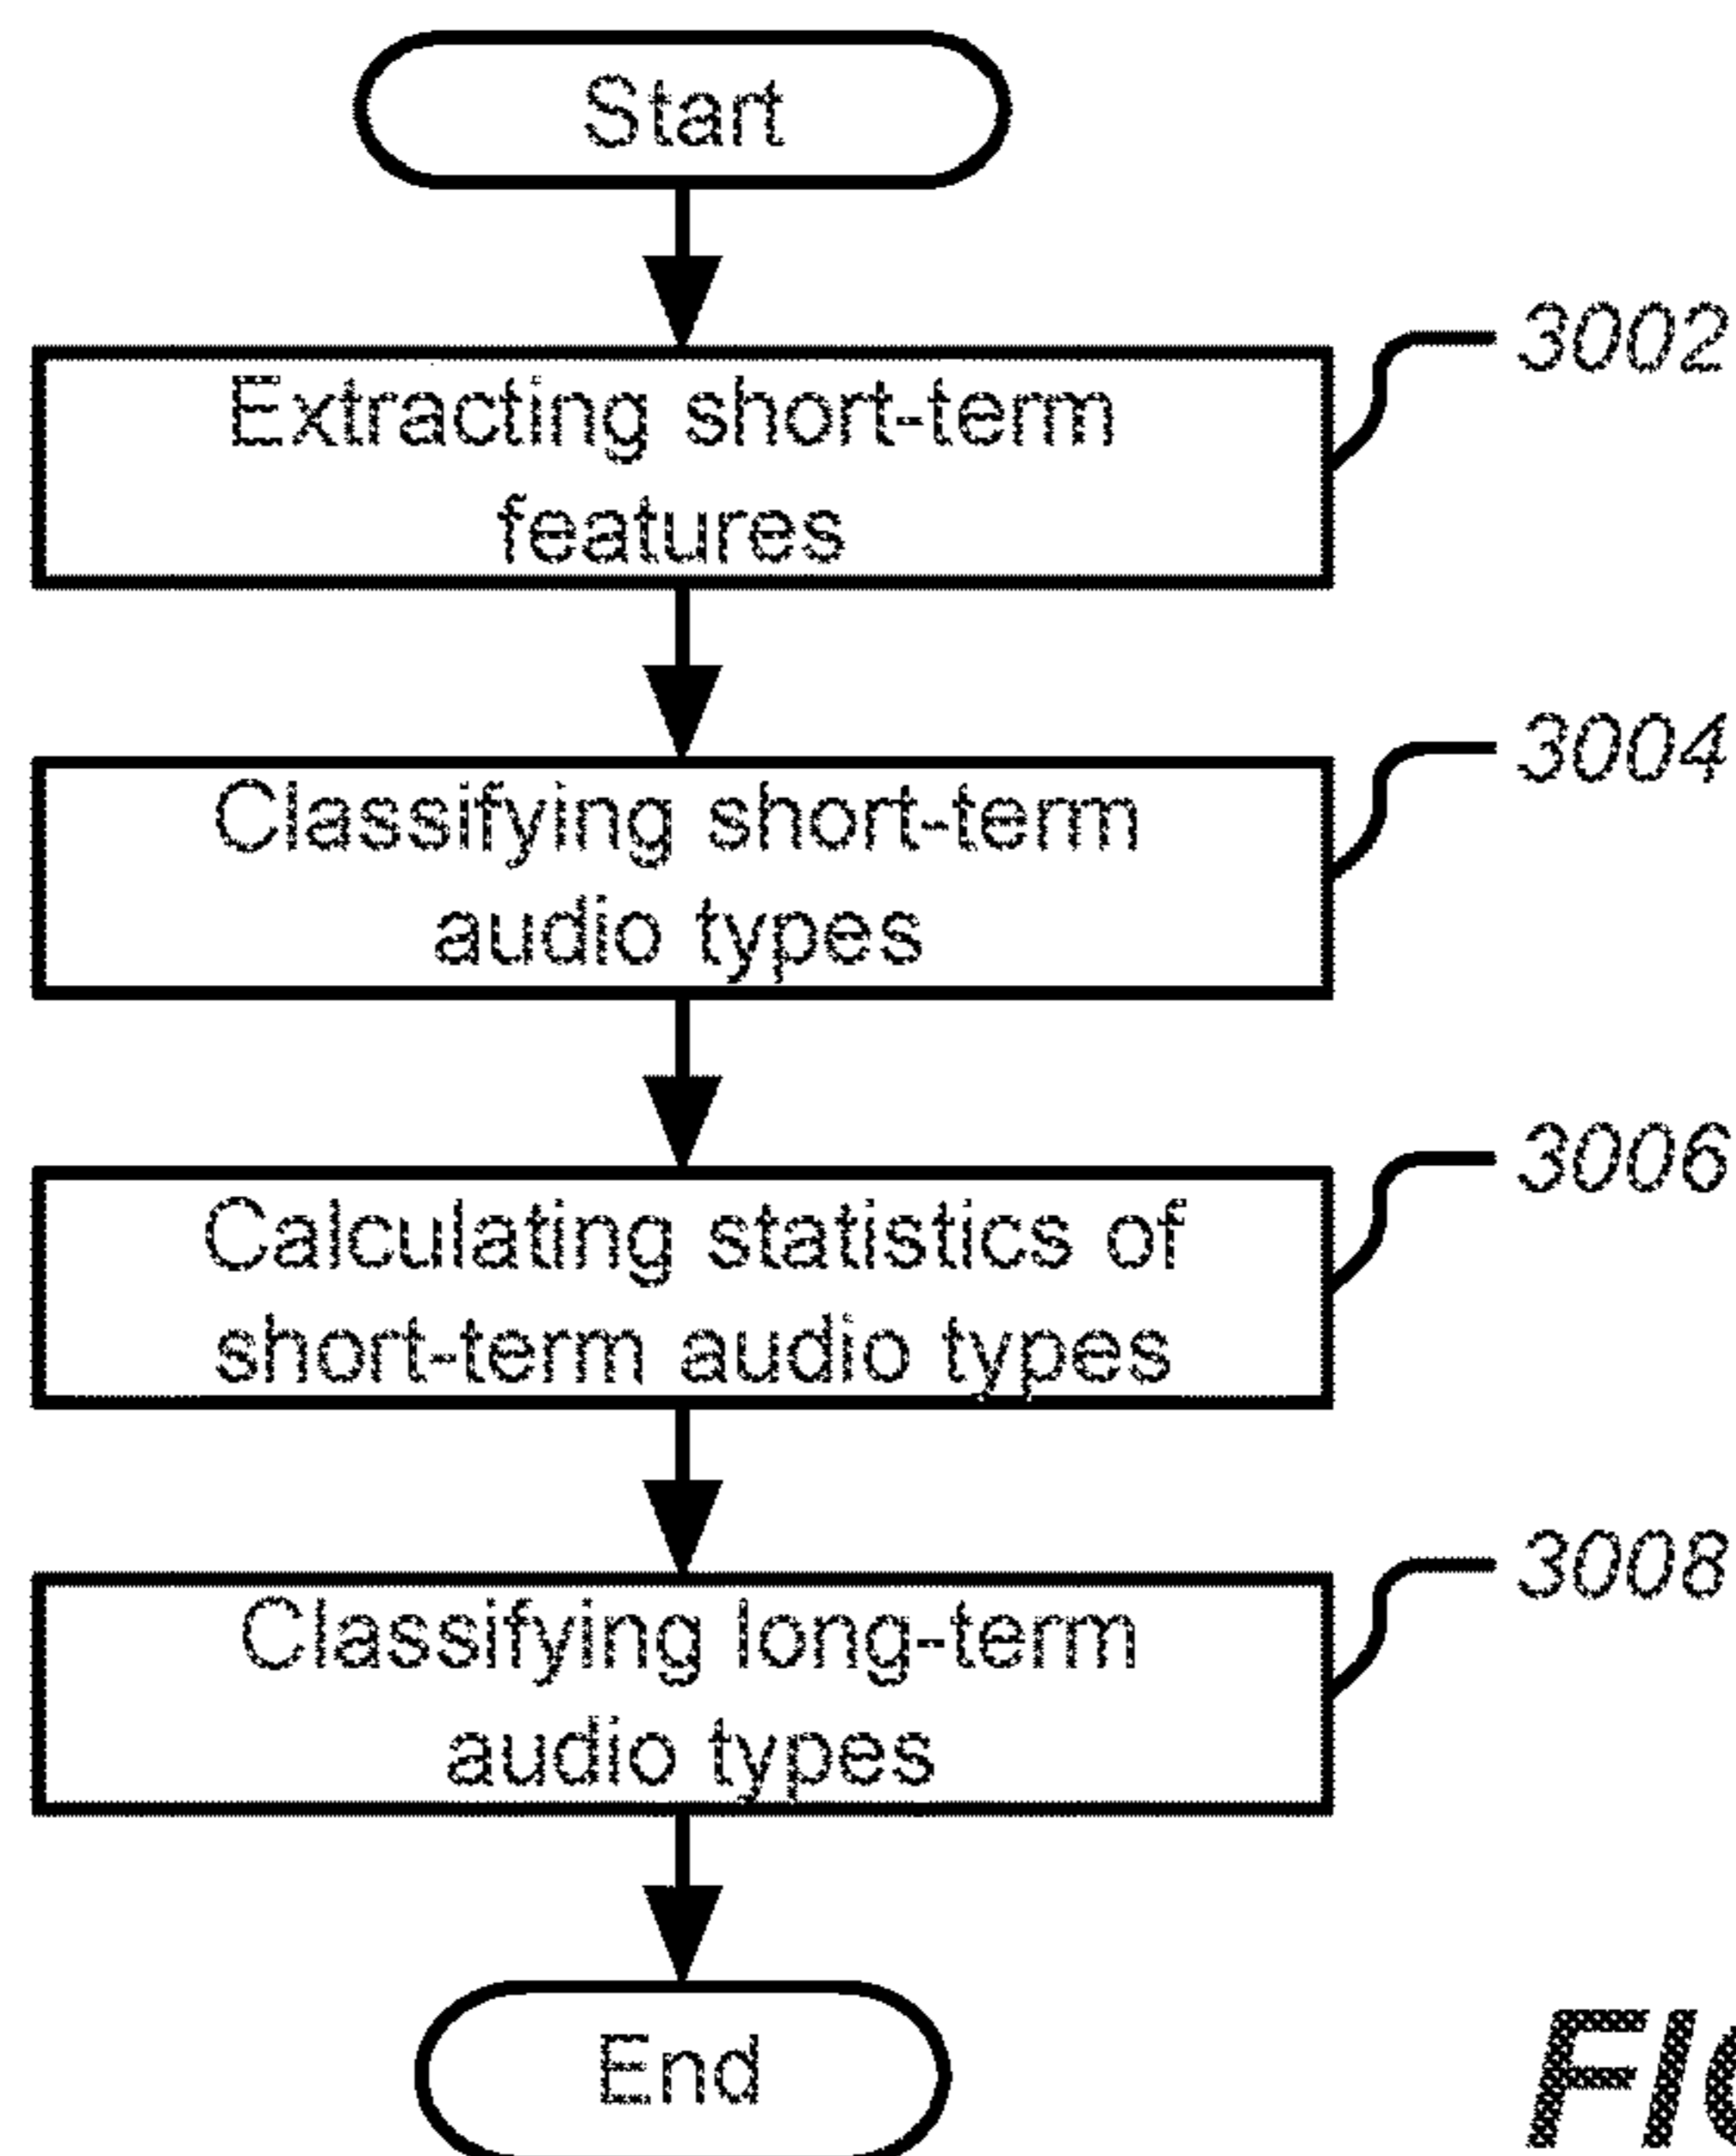 Start
3002
Extracting short-term
features
3004
Classifying short-term
audio types
3006
Calculating statistics of
short-term audio types
3008
Classifying long-term
audio types
End